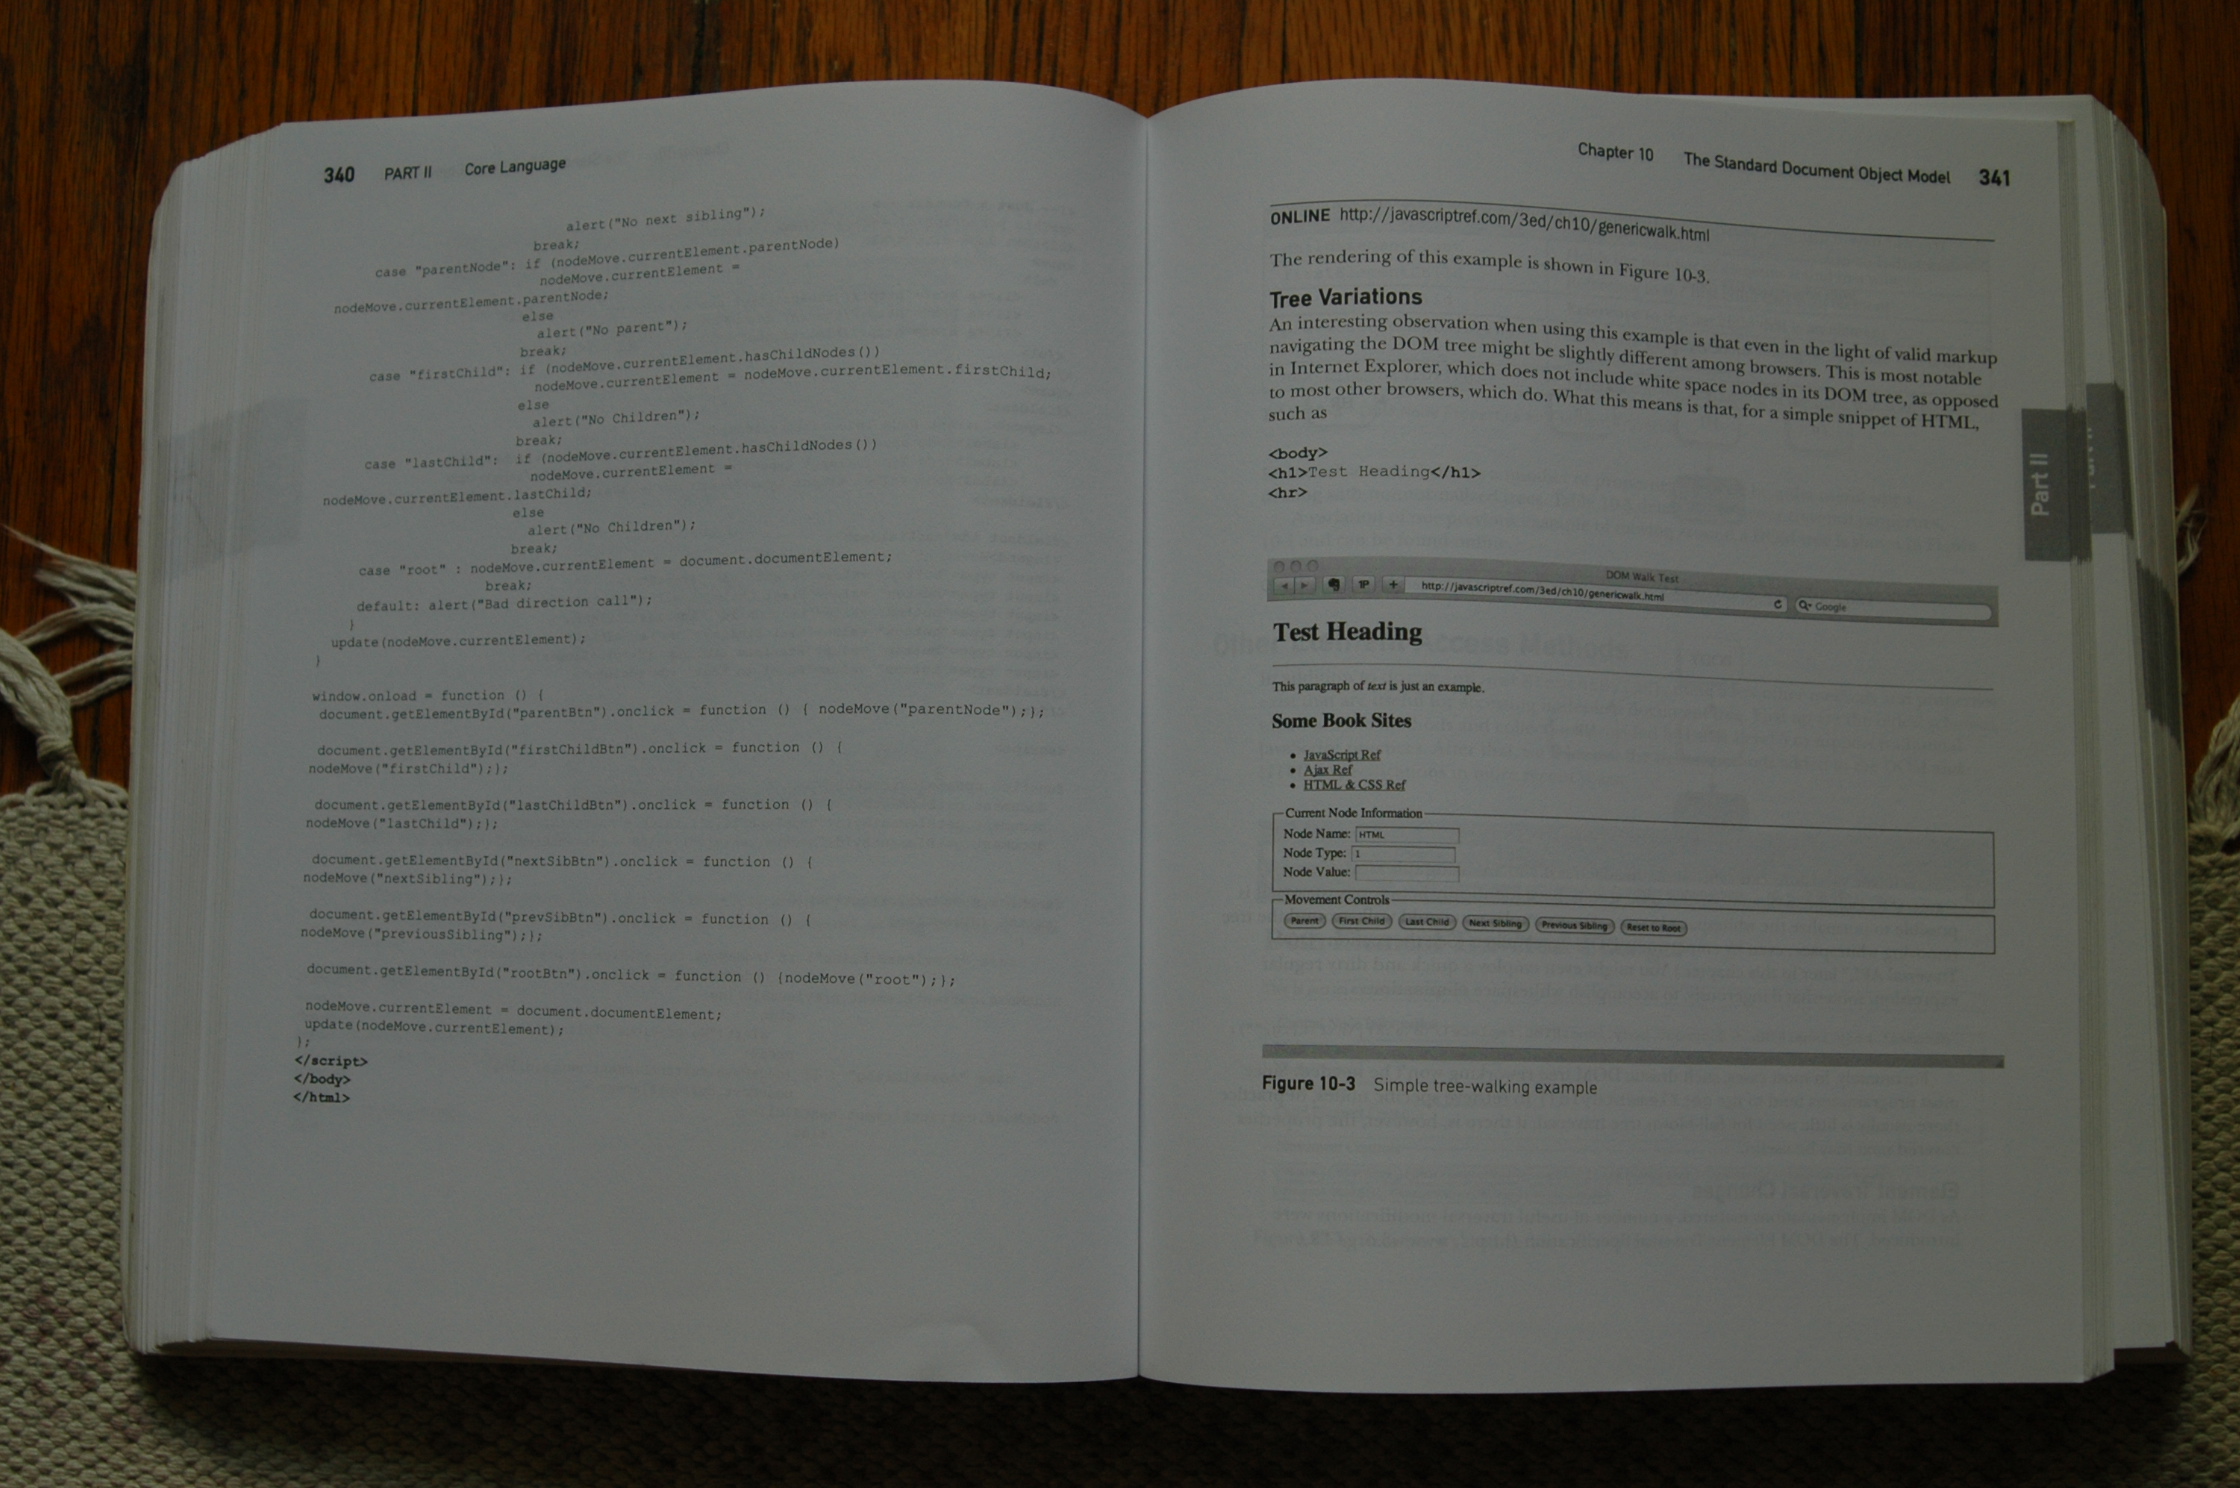 340 PART II Core Language
alert("No next sibling");
break;
case "parentNode": if (nodeMove.currentElement.parentNode)
nodeMove.currentElement =
nodeMove.currentElement.parentNode;
else
alert("No parent");
break;
case "firstChild": if (nodeMove.currentElement.hasChildNodes())
nodeMove.currentElement = nodeMove.currentElement.firstChild;
else
alert("No Children");
break;
case "lastChild": if (nodeMove.currentElement.hasChildNodes())
nodeMove.currentElement =
nodeMove.currentElement.lastChild;
else
alert("No Children");
break;
case "root" : nodeMove.currentElement = document.documentElement;
break;
default: alert("Bad direction call");
}
update(nodeMove.currentElement);
}
window.onload = function () {
document.getElementById("parentBtn").onclick = function () { nodeMove("parentNode");};
document.getElementById("firstChildBtn").onclick = function () {
nodeMove("firstChild");};
document.getElementById("lastChildBtn").onclick = function () {
nodeMove("lastChild");};
document.getElementById("nextSibBtn").onclick = function () {
nodeMove("nextSibling");};
document.getElementById("prevSibBtn").onclick = function () {
nodeMove("previousSibling");};
document.getElementById("rootBtn").onclick = function () {nodeMove("root");};
nodeMove.currentElement = document.documentElement;
update(nodeMove.currentElement);
};
</script>
</body>
</html>
Chapter 10 The Standard Document Object Model 341
ONLINE http://javascriptref.com/3ed/ch10/genericwalk.html
The rendering of this example is shown in Figure 10-3.
Tree Variations
An interesting observation when using this example is that even in the light of valid markup
navigating the DOM tree might be slightly different among browsers. This is most notable
in Internet Explorer, which does not include white space nodes in its DOM tree, as opposed
to most other browsers, which do. What this means is that, for a simple snippet of HTML,
such as
<body>
<h1>Test Heading</h1>
<hr>
Part II
DOM Walk Test
http://javascriptref.com/3ed/ch10/genericwalk.html
Google
Test Heading
This paragraph of text is just an example.
Some Book Sites
• JavaScript Ref
• Ajax Ref
• HTML & CSS Ref
Current Node Information
Node Name: HTML
Node Type: 1
Node Value:
Movement Controls
Parent First Child Last Child Next Sibling Previous Sibling Reset to Root
Figure 10-3 Simple tree-walking example